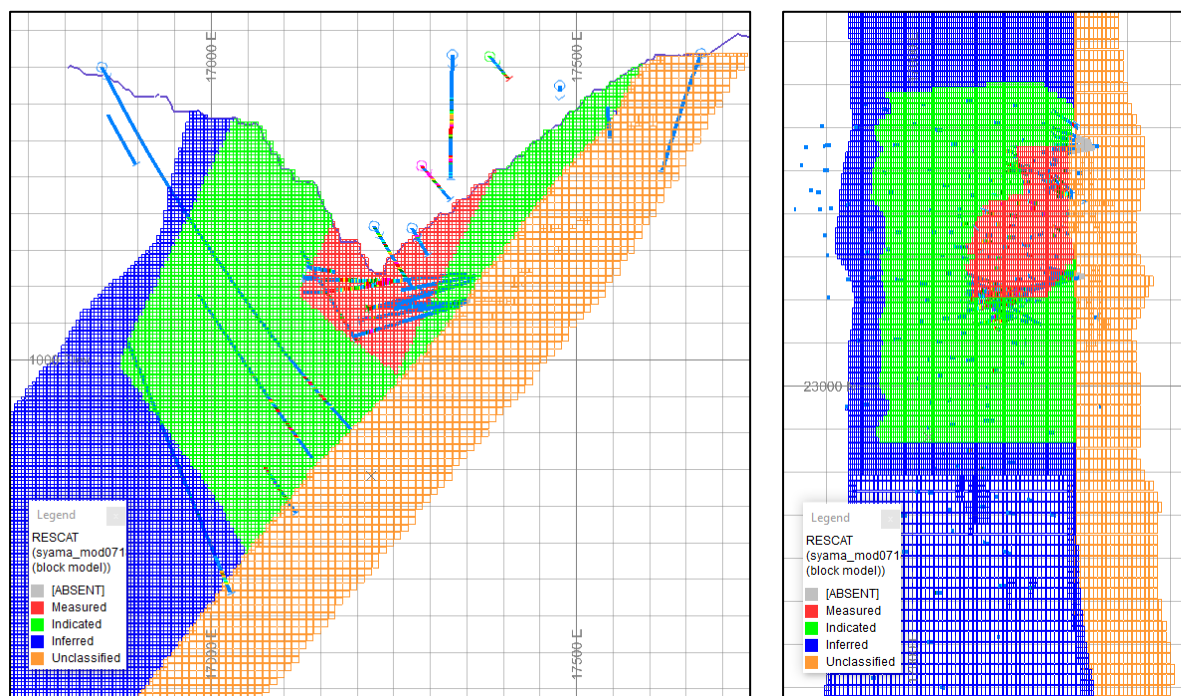 17000 E
17500 E
1000
Legend
RESCAT
(syama_mod071
(block model))
[ABSENT]
Measured
Indicated
Inferred
Unclassified
17000 E
17500 E
23000
Legend
RESCAT
(syama_mod071
(block model))
[ABSENT]
Measured
Indicated
Inferred
Unclassified